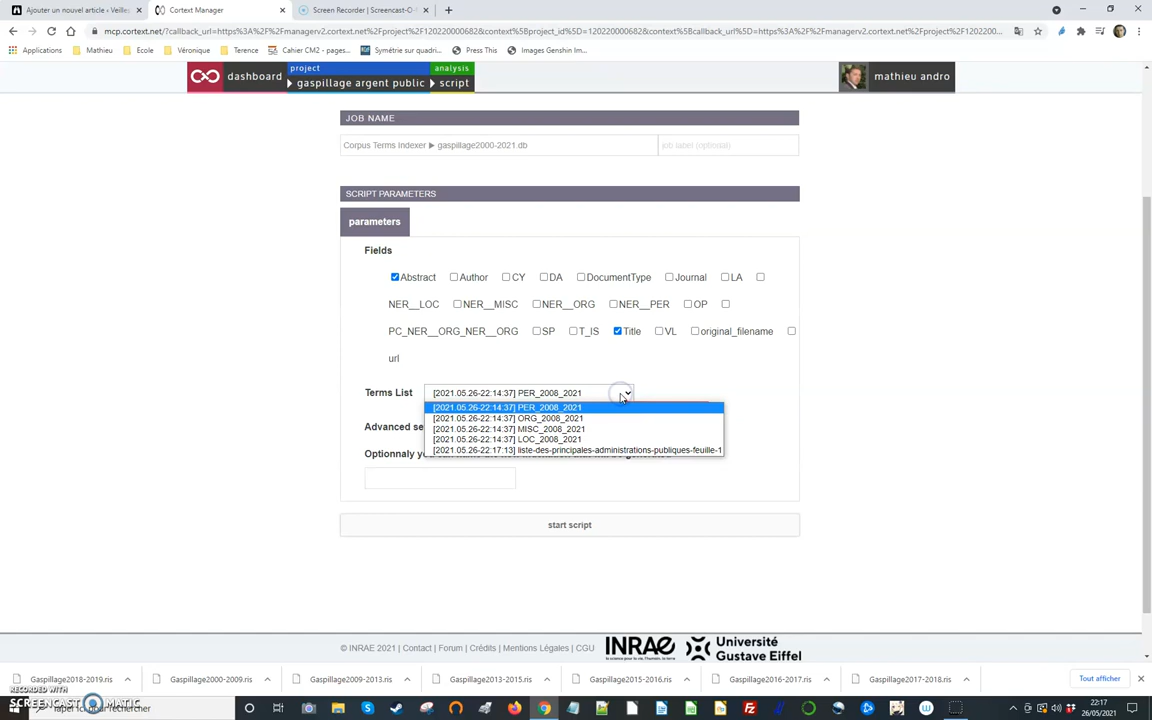 Ajouter un nouvel article ‹ Veilles
Cortext Manager
Screen Recorder | Screencast-O-
mcp.cortext.net/?callback_url=https%3A%2F%2Fmanagerv2.cortext.net%2Fproject%2F120220000682&context%5Bproject_id%5D=120220000682&context%5Bcallback_url%5D=https%3A%2F%2Fmanagerv2.cortext.net%2Fproject%2F1202200...
Applications Mathieu Ecole Véronique Terence Cahier CM2 - pages... Symétrie sur quadri... Press This Images Genshin Im...
project analysis
dashboard gaspillage argent public script mathieu andro
JOB NAME
Corpus Terms Indexer ▶ gaspillage2000-2021.db job label (optional)
SCRIPT PARAMETERS
parameters
Fields
Abstract Author CY DA DocumentType Journal LA
NER__LOC NER__MISC NER__ORG NER__PER OP
PC_NER__ORG_NER__ORG SP T_IS Title VL original_filename
url
Terms List [2021.05.26-22:14:37] PER_2008_2021
[2021.05.26-22:14:37] PER_2008_2021
[2021.05.26-22:14:37] ORG_2008_2021
Advanced se
[2021.05.26-22:14:37] MISC_2008_2021
[2021.05.26-22:14:37] LOC_2008_2021
[2021.05.26-22:17:13] liste-des-principales-administrations-publiques-feuille-1
Optionnaly yo
start script
© INRAE 2021 | Contact | Forum | Crédits | Mentions Légales | CGU INRAE Université Gustave Eiffel
Gaspillage2018-2019.ris Gaspillage2000-2009.ris Gaspillage2009-2013.ris Gaspillage2013-2015.ris Gaspillage2015-2016.ris Gaspillage2016-2017.ris Gaspillage2017-2018.ris Tout afficher
RECORDED WITH
SCREENCAST MATIC
rechercher
22:17
26/05/2021